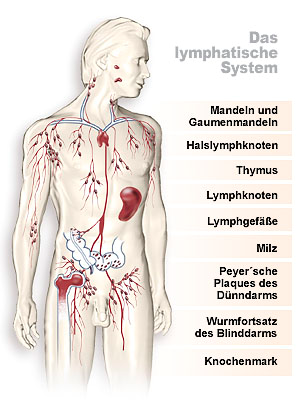 Das
lymphatische
System
Mandeln und
Gaumenmandeln
Halslymphknoten
Thymus
Lymphknoten
Lymphgefäße
Milz
Peyer´sche
Plaques des
Dünndarms
Wurmfortsatz
des Blinddarms
Knochenmark